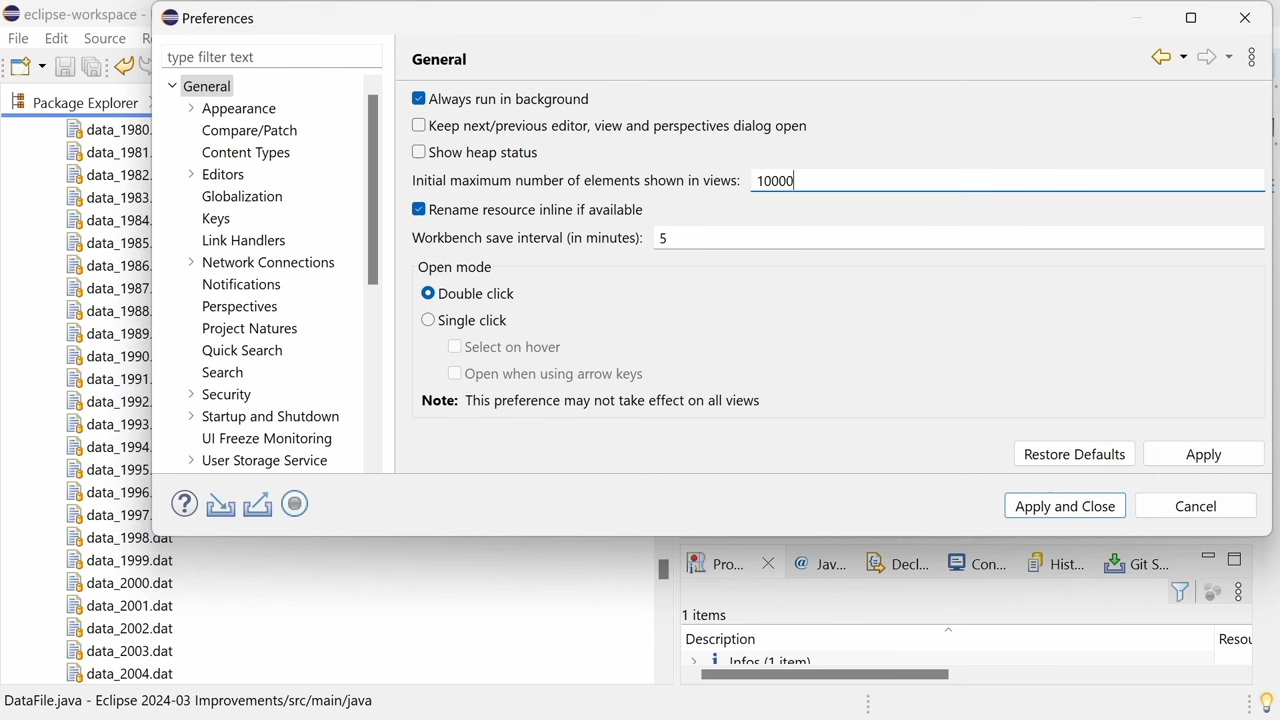 eclipse-workspace -
Preferences
File Edit Source
type filter text
General
Package Explorer
General
Appearance
Compare/Patch
Content Types
Editors
Globalization
Keys
Link Handlers
Network Connections
Notifications
Perspectives
Project Natures
Quick Search
Search
Security
Startup and Shutdown
UI Freeze Monitoring
User Storage Service
Always run in background
Keep next/previous editor, view and perspectives dialog open
Show heap status
Initial maximum number of elements shown in views: 10000
Rename resource inline if available
Workbench save interval (in minutes): 5
Open mode
Double click
Single click
Select on hover
Open when using arrow keys
Note: This preference may not take effect on all views
Restore Defaults Apply
Apply and Close Cancel
data_1980.
data_1981.
data_1982.
data_1983.
data_1984.
data_1985.
data_1986.
data_1987.
data_1988.
data_1989.
data_1990.
data_1991.
data_1992.
data_1993.
data_1994.
data_1995.
data_1996.
data_1997.
data_1998.dat
data_1999.dat
data_2000.dat
data_2001.dat
data_2002.dat
data_2003.dat
data_2004.dat
Pro... @ Jav... Decl... Con... Hist... Git S...
1 items
Description Resou
Infos (1 item)
DataFile.java - Eclipse 2024-03 Improvements/src/main/java